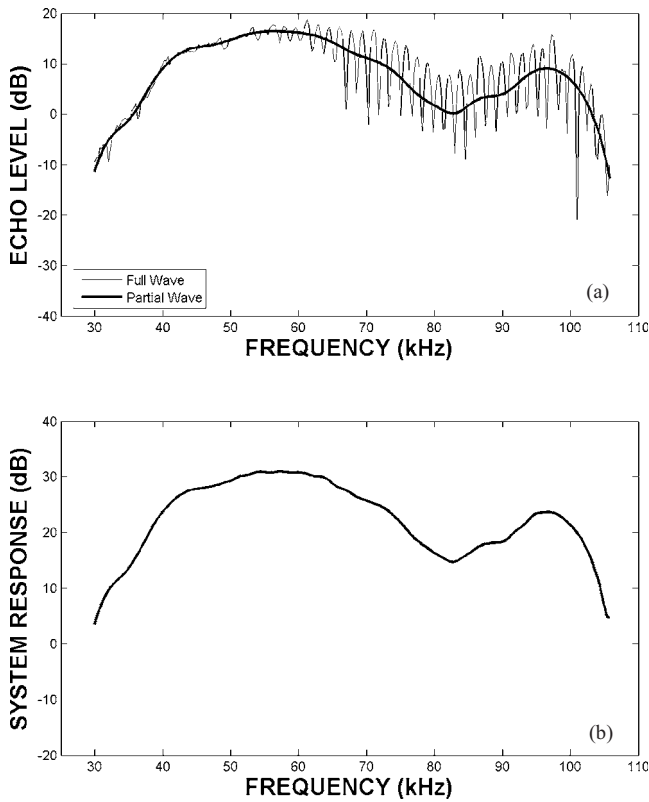 20
10
0
-10
-20
-30
-40
ECHO LEVEL (dB)
Full Wave
Partial Wave
(a)
30 40 50 60 70 80 90 100 110
FREQUENCY (kHz)
40
30
20
10
0
-10
-20
SYSTEM RESPONSE (dB)
(b)
30 40 50 60 70 80 90 100 110
FREQUENCY (kHz)